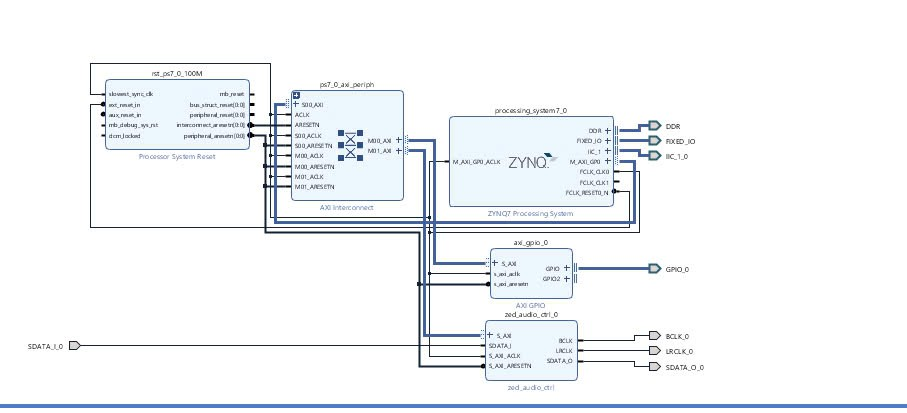 rst_ps7_0_100M
slowest_sync_clk
ext_reset_in
aux_reset_in
mb_debug_sys_rst
dcm_locked
mb_reset
bus_struct_reset[0:0]
peripheral_reset[0:0]
interconnect_aresetn[0:0]
peripheral_aresetn[0:0]
Processor System Reset
ps7_0_axi_periph
S00_AXI
ACLK
ARESETN
S00_ACLK
S00_ARESETN
M00_ACLK
M00_ARESETN
M01_ACLK
M01_ARESETN
M00_AXI
M01_AXI
AXI Interconnect
processing_system7_0
M_AXI_GP0_ACLK
ZYNQ
DDR
FIXED_IO
IIC_1
M_AXI_GP0
FCLK_CLK0
FCLK_CLK1
FCLK_RESET0_N
ZYNQ7 Processing System
DDR
FIXED_IO
IIC_1_0
axi_gpio_0
S_AXI
s_axi_aclk
s_axi_aresetn
GPIO
GPIO2
AXI GPIO
GPIO_0
zed_audio_ctrl_0
S_AXI
SDATA_I
S_AXI_ACLK
S_AXI_ARESETN
BCLK
LRCLK
SDATA_O
zed_audio_ctrl
SDATA_I_0
BCLK_0
LRCLK_0
SDATA_O_0